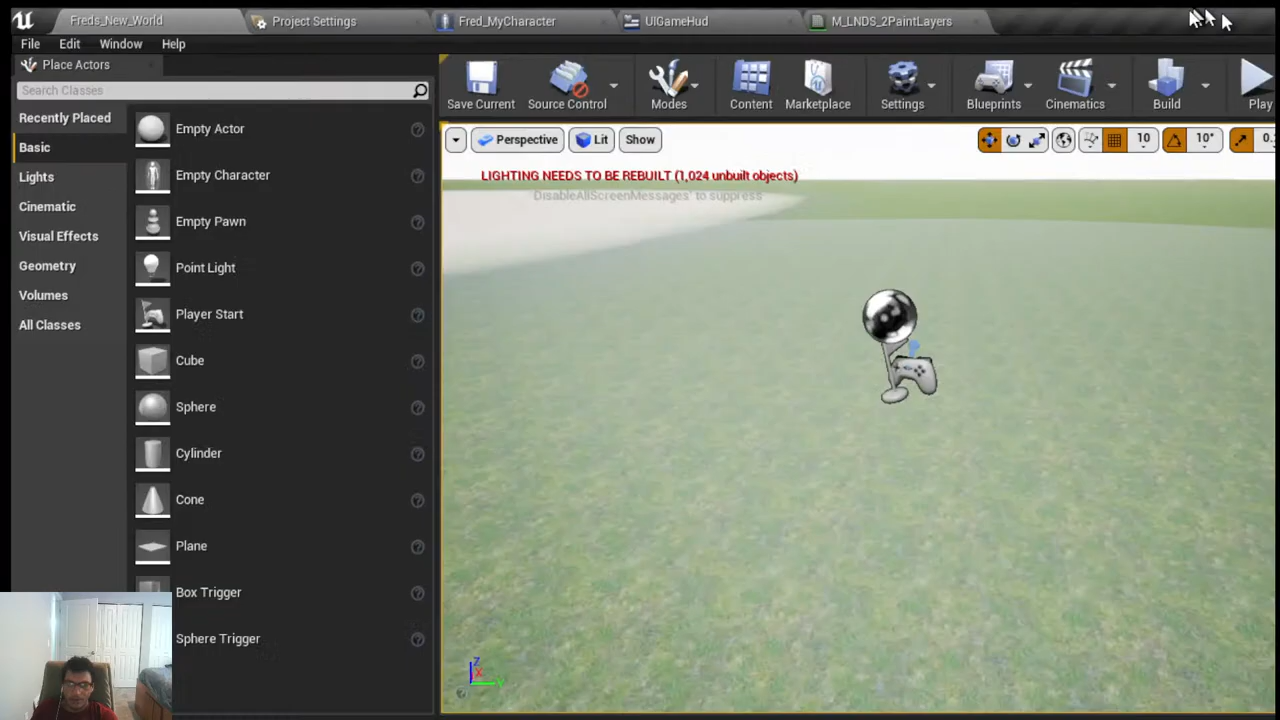 Freds_New_World
Project Settings
Fred_MyCharacter
UIGameHud
M_LNDS_2PaintLayers
File
Edit
Window
Help
Place Actors
Search Classes
Recently Placed
Basic
Lights
Cinematic
Visual Effects
Geometry
Volumes
All Classes
Empty Actor
Empty Character
Empty Pawn
Point Light
Player Start
Cube
Sphere
Cylinder
Cone
Plane
Box Trigger
Sphere Trigger
Save Current
Source Control
Modes
Content
Marketplace
Settings
Blueprints
Cinematics
Build
Play
Perspective
Lit
Show
10
10°
0.
LIGHTING NEEDS TO BE REBUILT (1,024 unbuilt objects)
DisableAllScreenMessages' to suppress
Z
X
Y